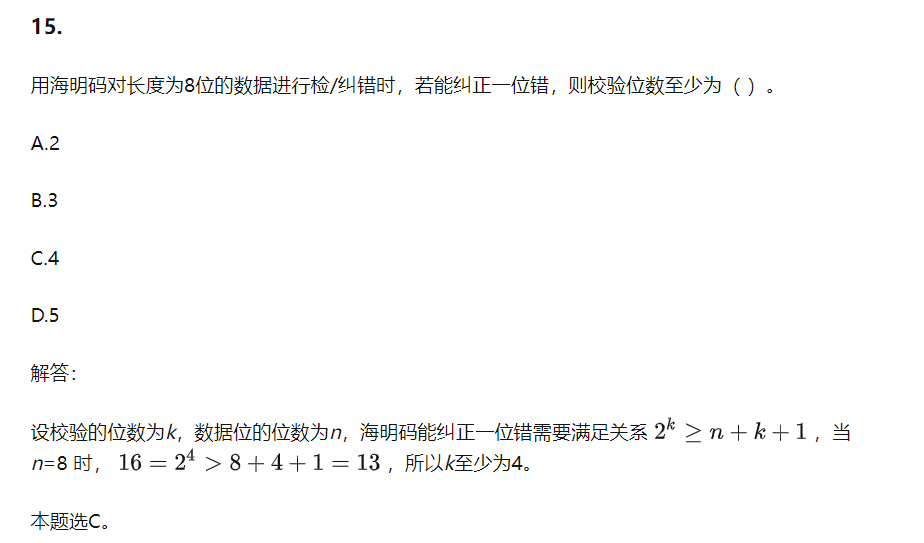 15.
用海明码对长度为8位的数据进行检/纠错时，若能纠正一位错，则校验位数至少为（ ）。
A.2
B.3
C.4
D.5
解答：
设校验的位数为k，数据位的位数为n，海明码能纠正一位错需要满足关系 2^k ≥ n + k + 1 ，当
n=8 时， 16 = 2^4 > 8 + 4 + 1 = 13 ，所以k至少为4。
本题选C。